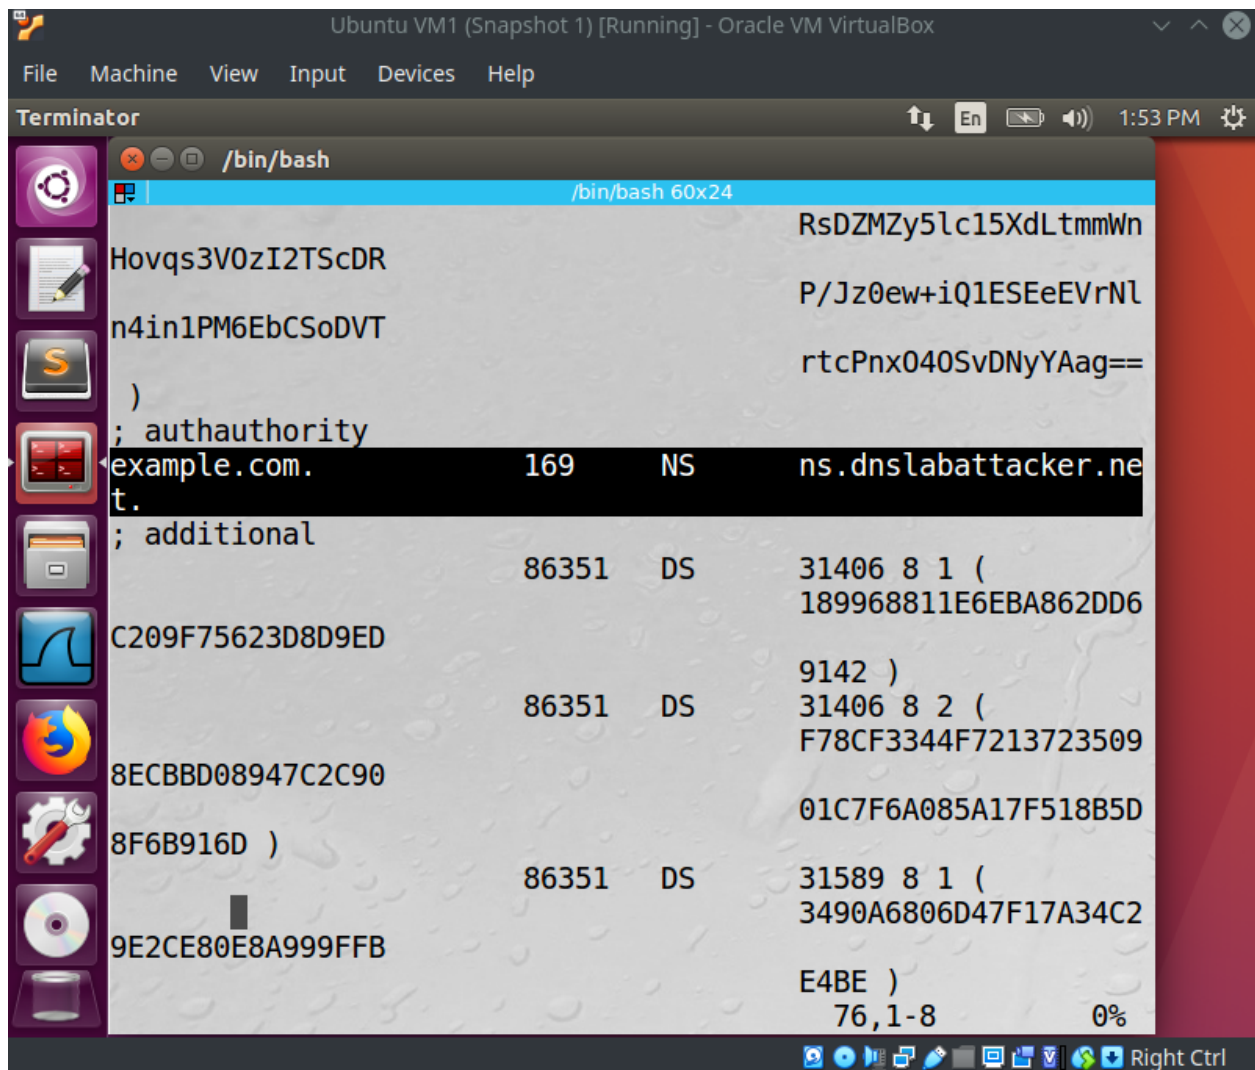 Ubuntu VM1 (Snapshot 1) [Running] - Oracle VM VirtualBox
File Machine View Input Devices Help
Terminator En 1:53 PM
/bin/bash
/bin/bash 60x24
RsDZMZy5lc15XdLtmmWn
Hovqs3VOzI2TScDR
P/Jz0ew+iQ1ESEeEVrNl
n4in1PM6EbCSoDVT
rtcPnxO4OSvDNyYAag==
)
; authauthority
example.com. 169 NS ns.dnslabattacker.ne
t.
; additional
86351 DS 31406 8 1 (
189968811E6EBA862DD6
C209F75623D8D9ED
9142 )
86351 DS 31406 8 2 (
F78CF3344F7213723509
8ECBBD08947C2C90
01C7F6A085A17F518B5D
8F6B916D )
86351 DS 31589 8 1 (
3490A6806D47F17A34C2
9E2CE80E8A999FFB
E4BE )
76,1-8 0%
Right Ctrl